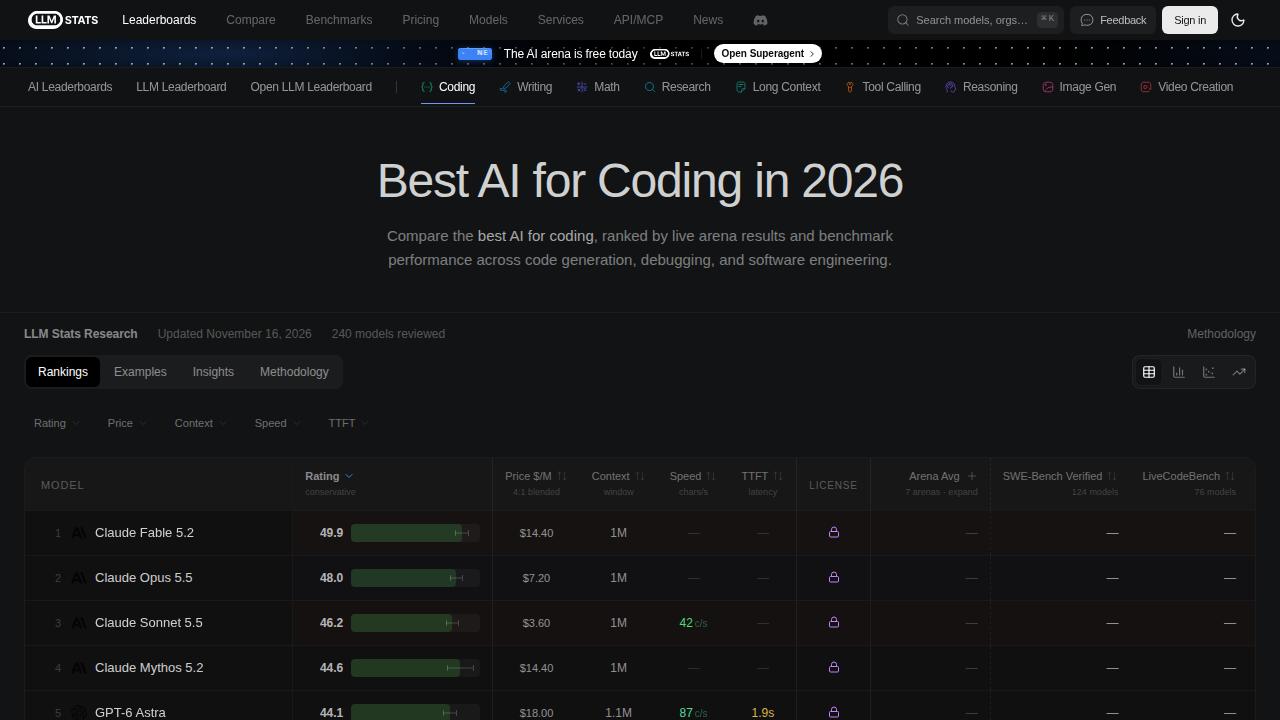 LLM STATS Leaderboards Compare Benchmarks Pricing Models Services API/MCP News Search models, orgs… ⌘K Feedback Sign in
NE The AI arena is free today LLM STATS Open Superagent
AI Leaderboards LLM Leaderboard Open LLM Leaderboard Coding Writing Math Research Long Context Tool Calling Reasoning Image Gen Video Creation
Best AI for Coding in 2026
Compare the best AI for coding, ranked by live arena results and benchmark
performance across code generation, debugging, and software engineering.
LLM Stats Research Updated November 16, 2026 240 models reviewed Methodology
Rankings Examples Insights Methodology
Rating Price Context Speed TTFT
MODEL Rating Price $/M Context Speed TTFT LICENSE Arena Avg SWE-Bench Verified LiveCodeBench
conservative 4:1 blended window chars/s latency 7 arenas · expand 124 models 76 models
1 Claude Fable 5.2 49.9 $14.40 1M — — — — —
2 Claude Opus 5.5 48.0 $7.20 1M — — — — —
3 Claude Sonnet 5.5 46.2 $3.60 1M 42 c/s — — — —
4 Claude Mythos 5.2 44.6 $14.40 1M — — — — —
5 GPT-6 Astra 44.1 $18.00 1.1M 87 c/s 1.9s — — —